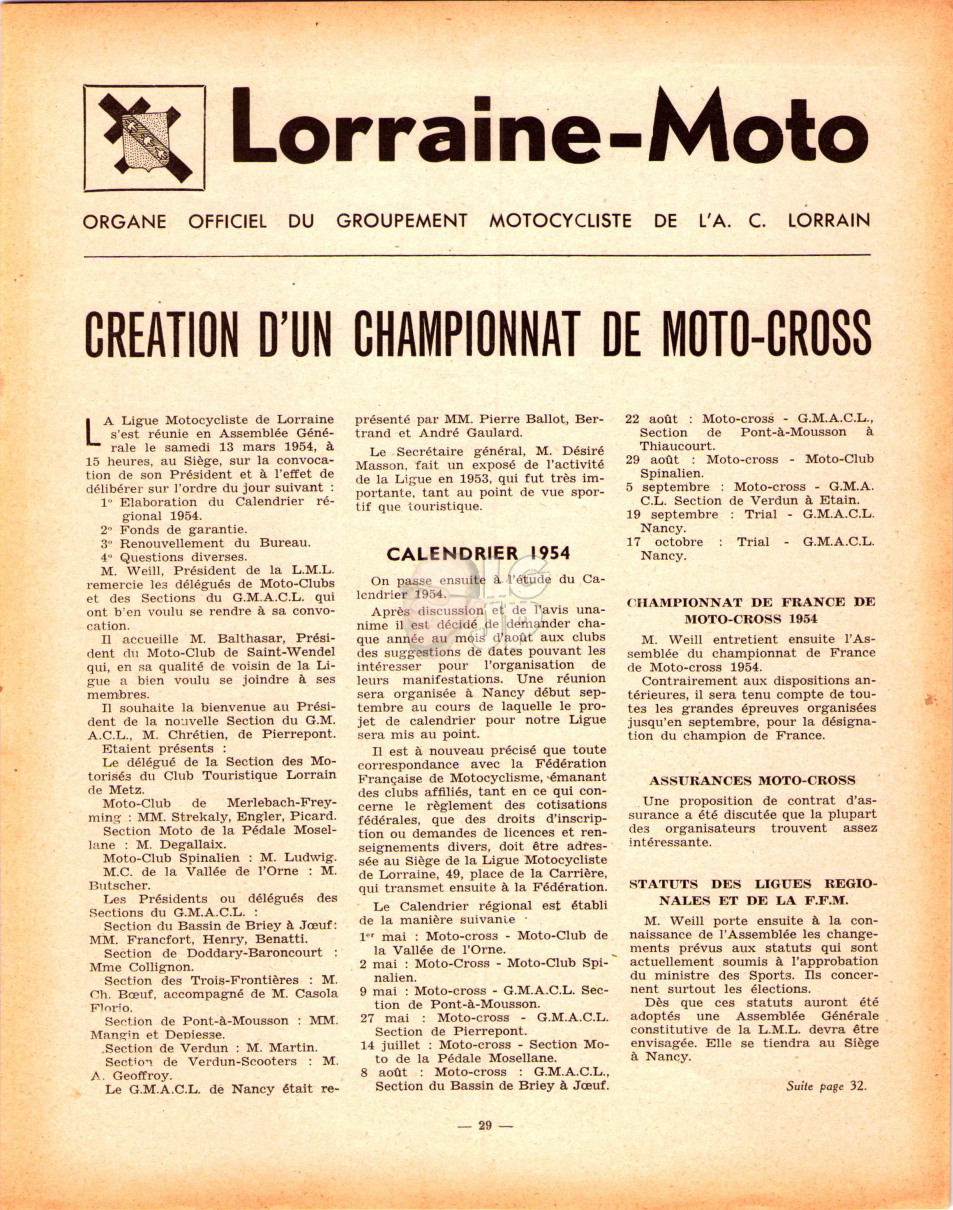 Lorraine-Moto
ORGANE OFFICIEL DU GROUPEMENT MOTOCYCLISTE DE L'A. C. LORRAIN
CREATION D'UN CHAMPIONNAT DE MOTO-CROSS
LA Ligue Motocycliste de Lorraine
s'est réunie en Assemblée Géné-
rale le samedi 13 mars 1954, à
15 heures, au Siège, sur la convoca-
tion de son Président et à l'effet de
délibérer sur l'ordre du jour suivant :
1° Elaboration du Calendrier ré-
gional 1954.
2° Fonds de garantie.
3° Renouvellement du Bureau.
4° Questions diverses.
M. Weill, Président de la L.M.L.
remercie les délégués de Moto-Clubs
et des Sections du G.M.A.C.L. qui
ont b'en voulu se rendre à sa convo-
cation.
Il accueille M. Balthasar, Prési-
dent du Moto-Club de Saint-Wendel
qui, en sa qualité de voisin de la Li-
gue a bien voulu se joindre à ses
membres.
Il souhaite la bienvenue au Prési-
dent de la nouvelle Section du G.M.
A.C.L., M. Chrétien, de Pierrepont.
Etaient présents :
Le délégué de la Section des Mo-
torisés du Club Touristique Lorrain
de Metz.
Moto-Club de Merlebach-Frey-
ming : MM. Strekaly, Engler, Picard.
Section Moto de la Pédale Mosel-
lane : M. Degallaix.
Moto-Club Spinalien : M. Ludwig.
M.C. de la Vallée de l'Orne : M.
Butscher.
Les Présidents ou délégués des
Sections du G.M.A.C.L. :
Section du Bassin de Briey à Jœuf:
MM. Francfort, Henry, Benatti.
Section de Doddary-Baroncourt :
Mme Collignon.
Section des Trois-Frontières : M.
Ch. Bœuf, accompagné de M. Casola
Florio.
Section de Pont-à-Mousson : MM.
Mangin et Depiesse.
Section de Verdun : M. Martin.
Section de Verdun-Scooters : M.
A. Geoffroy.
Le G.M.A.C.L. de Nancy était re-
présenté par MM. Pierre Ballot, Ber-
trand et André Gaulard.
Le Secrétaire général, M. Désiré
Masson, fait un exposé de l'activité
de la Ligue en 1953, qui fut très im-
portante, tant au point de vue spor-
tif que touristique.
CALENDRIER 1954
On passe ensuite à l'étude du Ca-
lendrier 1954.
Après discussion et de l'avis una-
nime il est décidé de demander cha-
que année au mois d'août aux clubs
des suggestions de dates pouvant les
intéresser pour l'organisation de
leurs manifestations. Une réunion
sera organisée à Nancy début sep-
tembre au cours de laquelle le pro-
jet de calendrier pour notre Ligue
sera mis au point.
Il est à nouveau précisé que toute
correspondance avec la Fédération
Française de Motocyclisme, émanant
des clubs affiliés, tant en ce qui con-
cerne le règlement des cotisations
fédérales, que des droits d'inscrip-
tion ou demandes de licences et ren-
seignements divers, doit être adres-
sée au Siège de la Ligue Motocycliste
de Lorraine, 49, place de la Carrière,
qui transmet ensuite à la Fédération.
Le Calendrier régional est établi
de la manière suivante :
1er mai : Moto-cross - Moto-Club de
la Vallée de l'Orne.
2 mai : Moto-Cross - Moto-Club Spi-
nalien.
9 mai : Moto-cross - G.M.A.C.L. Sec-
tion de Pont-à-Mousson.
27 mai : Moto-cross - G.M.A.C.L.
Section de Pierrepont.
14 juillet : Moto-cross - Section Mo-
to de la Pédale Mosellane.
8 août : Moto-cross : G.M.A.C.L.,
Section du Bassin de Briey à Jœuf.
22 août : Moto-cross - G.M.A.C.L.,
Section de Pont-à-Mousson à
Thiaucourt.
29 août : Moto-cross - Moto-Club
Spinalien.
5 septembre : Moto-cross - G.M.A.
C.L. Section de Verdun à Etain.
19 septembre : Trial - G.M.A.C.L.
Nancy.
17 octobre : Trial - G.M.A.C.L.
Nancy.
CHAMPIONNAT DE FRANCE DE
MOTO-CROSS 1954
M. Weill entretient ensuite l'As-
semblée du championnat de France
de Moto-cross 1954.
Contrairement aux dispositions an-
térieures, il sera tenu compte de tou-
tes les grandes épreuves organisées
jusqu'en septembre, pour la désigna-
tion du champion de France.
ASSURANCES MOTO-CROSS
Une proposition de contrat d'as-
surance a été discutée que la plupart
des organisateurs trouvent assez
intéressante.
STATUTS DES LIGUES REGIO-
NALES ET DE LA F.F.M.
M. Weill porte ensuite à la con-
naissance de l'Assemblée les change-
ments prévus aux statuts qui sont
actuellement soumis à l'approbation
du ministre des Sports. Ils concer-
nent surtout les élections.
Dès que ces statuts auront été
adoptés une Assemblée Générale
constitutive de la L.M.L. devra être
envisagée. Elle se tiendra au Siège
à Nancy.
Suite page 32.
— 29 —